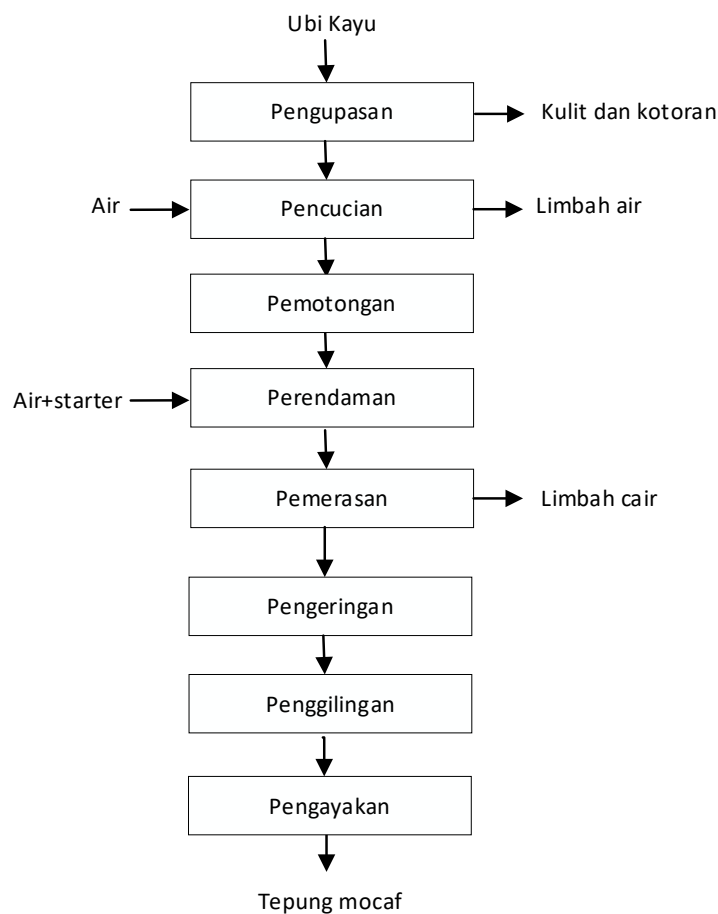 Ubi Kayu
Pengupasan
Kulit dan kotoran
Air
Pencucian
Limbah air
Pemotongan
Air+starter
Perendaman
Pemerasan
Limbah cair
Pengeringan
Penggilingan
Pengayakan
Tepung mocaf